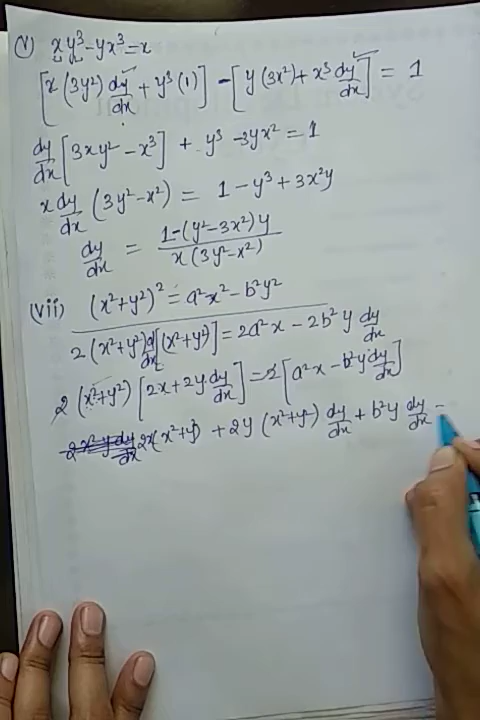 (V) xy³-yx³=x
[x(3y²)dy/dx + y³(1)] - [y(3x²)+x³dy/dx] = 1
dy/dx[3xy²-x³] + y³ -3yx²=1
x dy/dx (3y²-x²) = 1-y³+3x²y
dy/dx = 1-(y²-3x²)y / x(3y²-x²)
(vii) (x²+y²)²=a²x²-b²y²
2(x²+y²)d/dx[(x²+y²)]=2a²x-2b²y dy/dx
2(x²+y²)[2x+2y.dy/dx]=2[a²x-b²y dy/dx]
2x(x²+y²)+2y(x²+y²)dy/dx+b²y dy/dx=